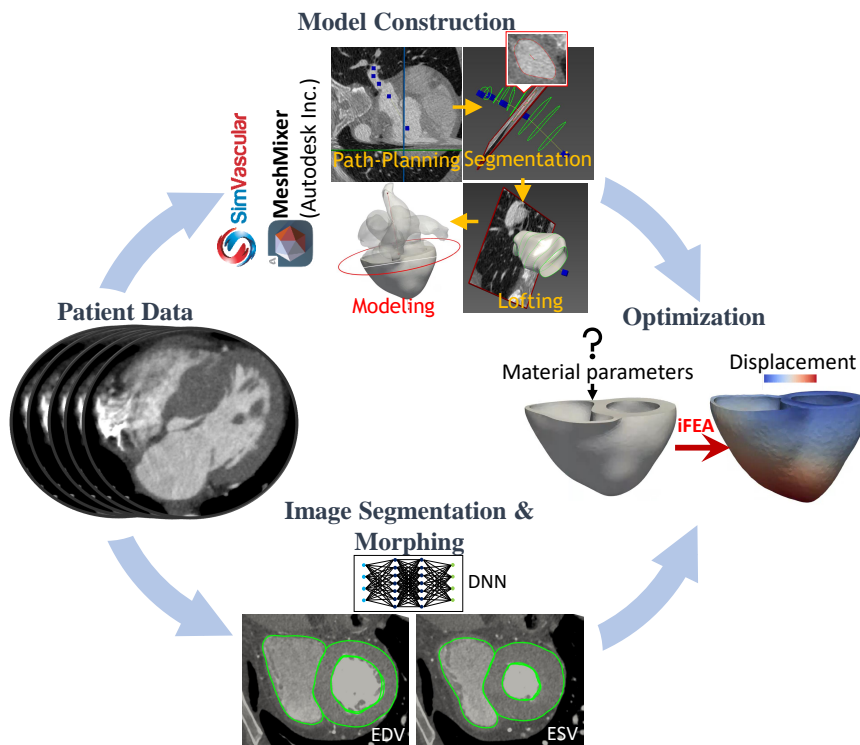 Model Construction
SimVascular
MeshMixer
(Autodesk Inc.)
Path-Planning
Segmentation
Modeling
Lofting
Patient Data
Optimization
?
Material parameters
Displacement
iFEA
Image Segmentation &
Morphing
DNN
EDV
ESV